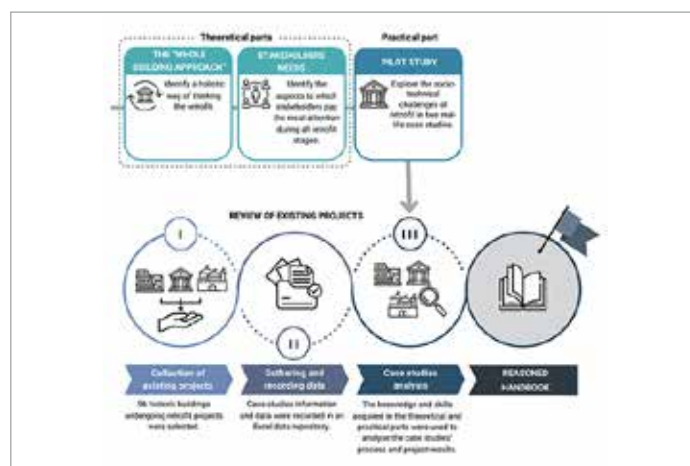 Theoretical parts
Practical part
THE "WHOLE
BUILDING APPROACH"
Identify a holistic
way of thinking
the retrofit
STAKEHOLDERS
NEEDS
Identify the
aspects to which
stakeholders pay
the most attention
during all retrofit
stages.
PILOT STUDY
Explore the socio-
technical
challenges of
retrofit in two real-
life case studies.
REVIEW OF EXISTING PROJECTS
I
II
III
Collection of
existing projects
historic buildings
undergoing retrofit projects
were selected.
Gathering and
recording data
Case studies information
and data were recorded in an
Excel data repository.
Case studies
analysis
The knowledge and skills
acquired in the theoretical and
practical parts were used to
analyse the case studies'
process and project results.
REASONED
HANDBOOK